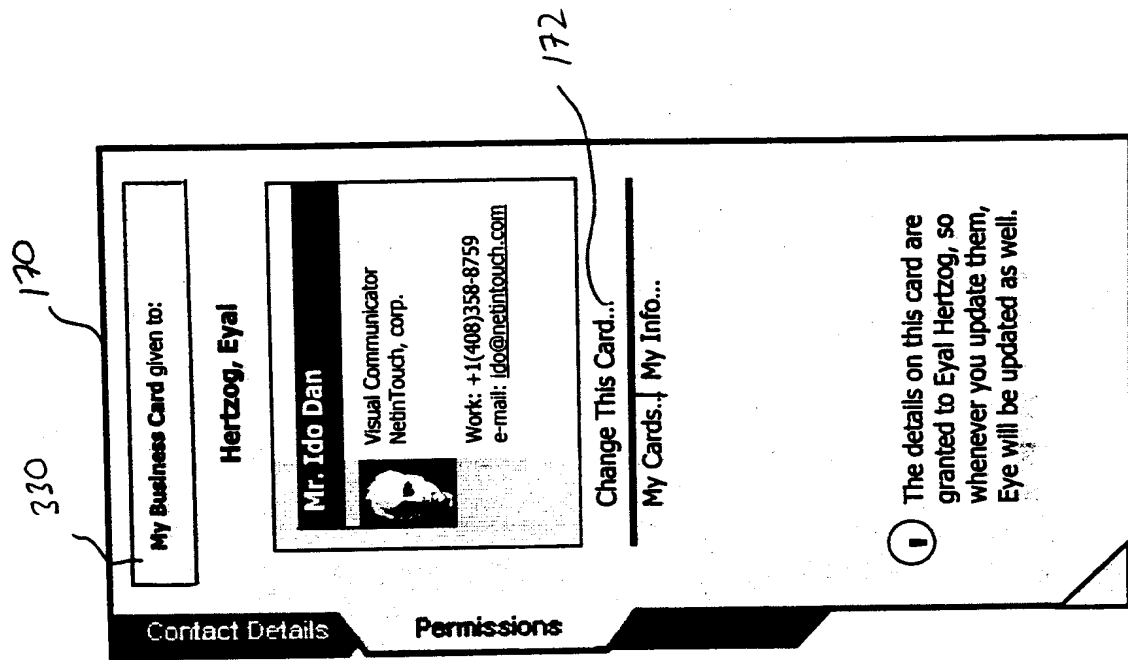 330
170
My Business Card given to:
Hertzog, Eyal
Mr. Ido Dan
Visual Communicator
NetinTouch, corp.
Work: +1(408)358-8759
e-mail: ido@netintouch.com
172
Change This Card...
My Cards... | My Info...
The details on this card are
granted to Eyal Hertzog, so
whenever you update them,
Eye will be updated as well.
Contact Details
Permissions